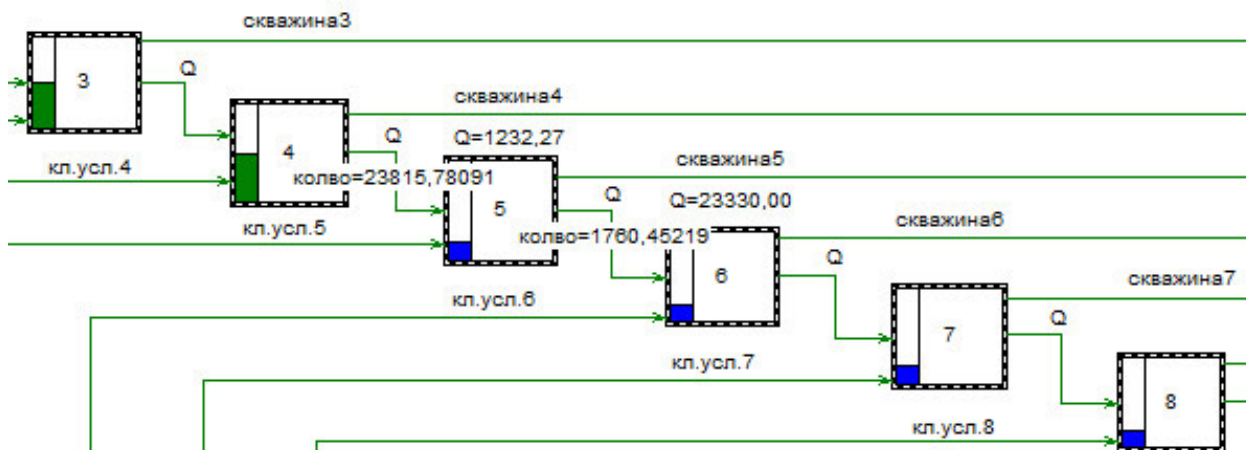 скважина3
3
Q
скважина4
кл.усл.4
4
Q
Q=1232,27
колво=23815,78091
скважина5
5
Q
Q=23330,00
кл.усл.5
колво=1760,45219
скважина6
6
Q
кл.усл.6
скважина7
7
Q
кл.усл.7
8
кл.усл.8